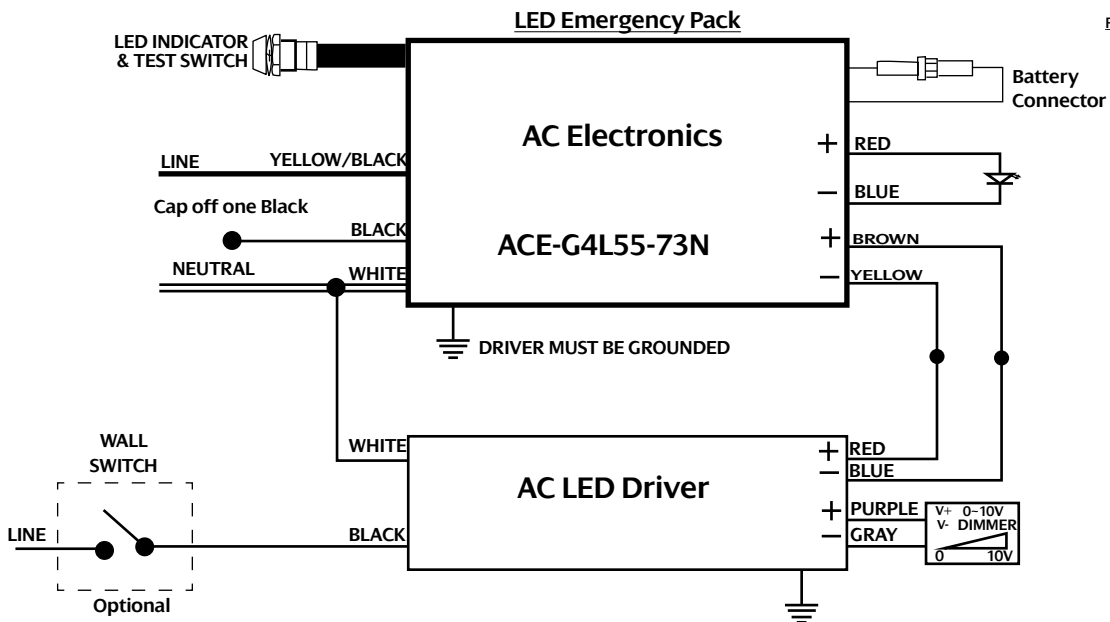 LED Emergency Pack
LED INDICATOR
& TEST SWITCH
Battery
Connector
AC Electronics
+ RED
LINE YELLOW/BLACK
− BLUE
Cap off one Black
BLACK
ACE-G4L55-73N
+ BROWN
NEUTRAL WHITE
− YELLOW
DRIVER MUST BE GROUNDED
WALL
SWITCH
WHITE
+ RED
− BLUE
AC LED Driver
+ PURPLE
− GRAY
V+ 0~10V
V- DIMMER
0 10V
LINE
BLACK
Optional